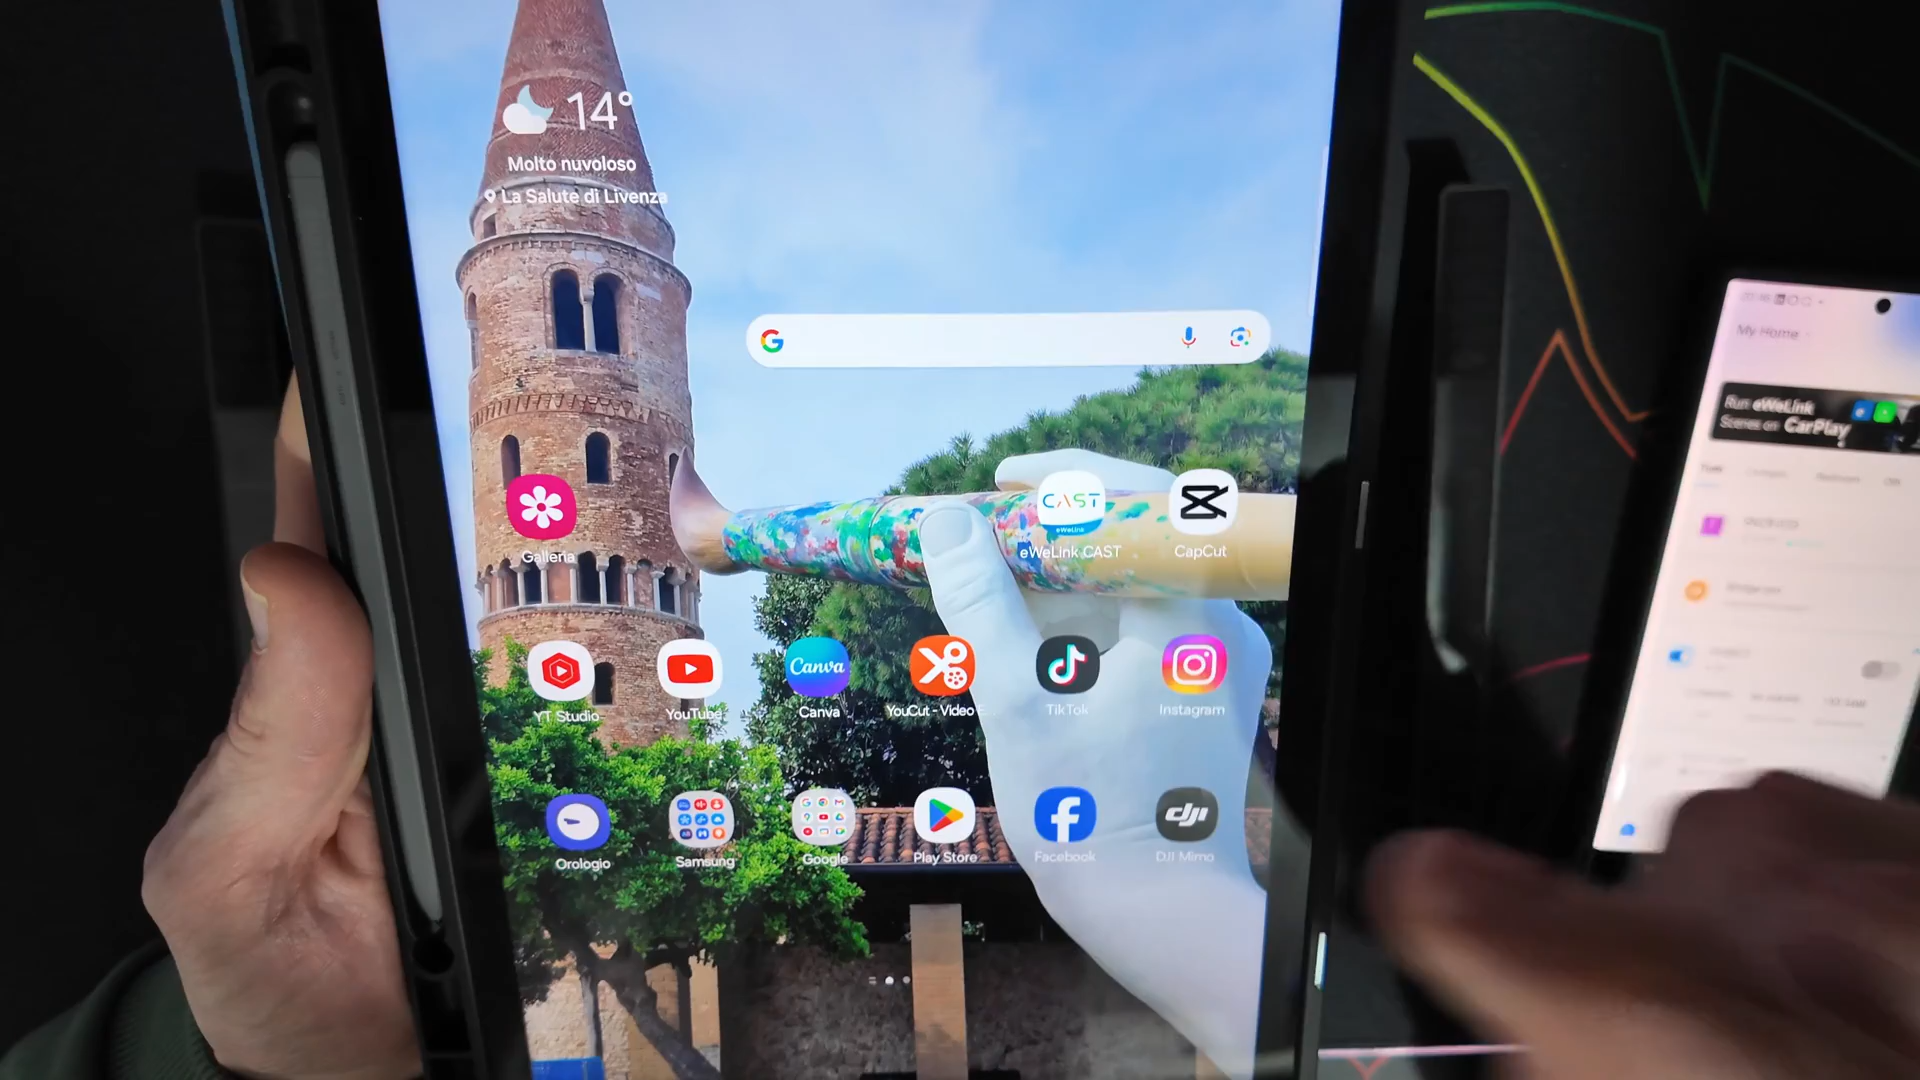 14°
Molto nuvoloso
La Salute di Livenza
G
Galleria
CAST
eWeLink
eWeLink CAST
CapCut
YT Studio
YouTube
Canva
Canva
YouCut - Video E...
TikTok
Instagram
Orologio
Samsung
Google
Play Store
Facebook
dji
DJI Mimo
My Home
Run eWeLink
Scenes on CarPlay